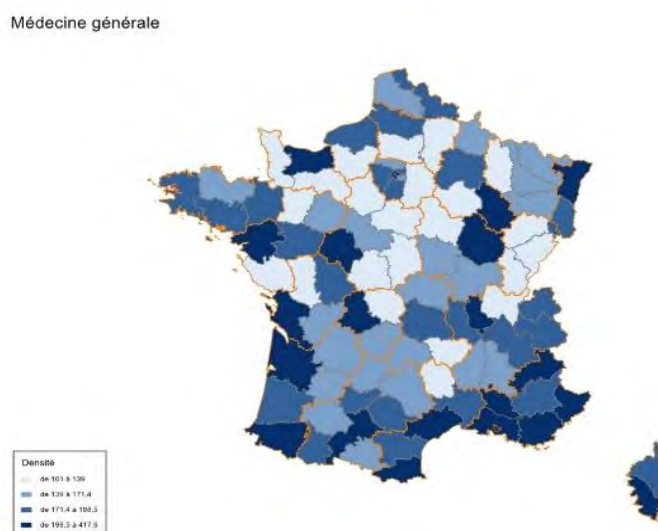 Médecine générale
Densité
de 101 à 139
de 139 à 171,4
de 171,4 à 198,5
de 198,5 à 417,6